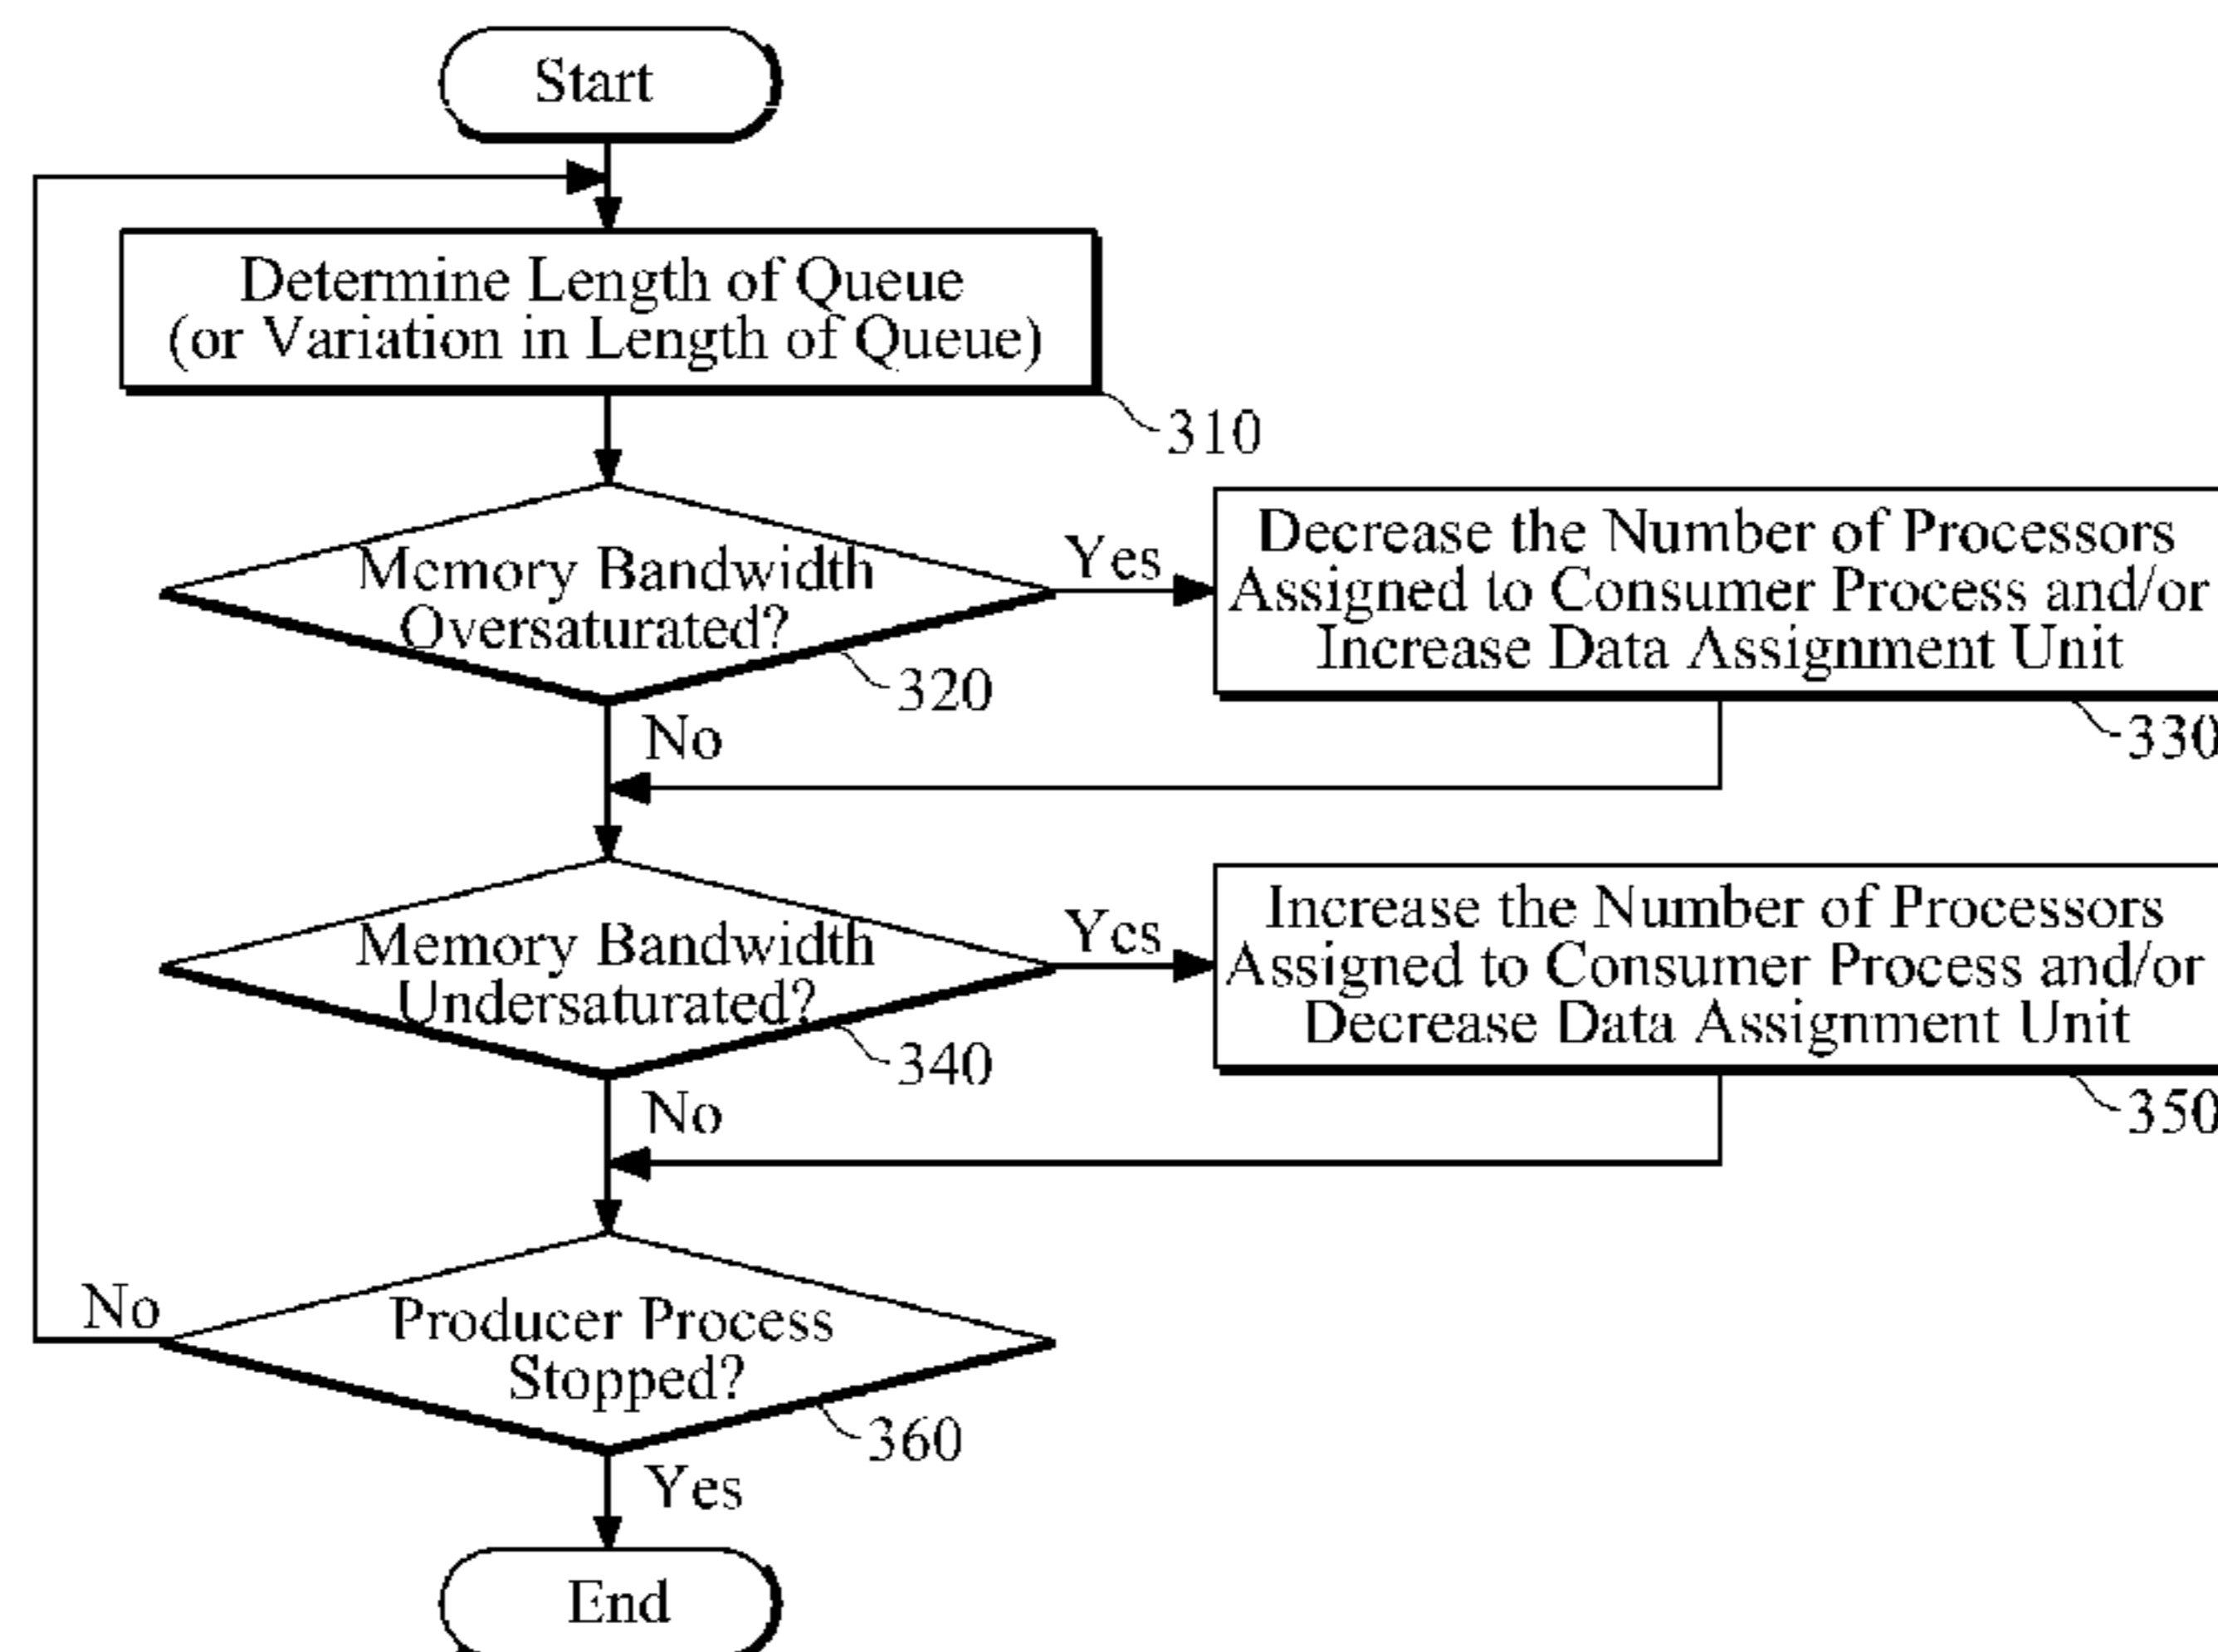 Start
Determine Length of Queue
(or Variation in Length of Queue)
310
Memory Bandwidth
Oversaturated?
320
Yes
Decrease the Number of Processors
Assigned to Consumer Process and/or
Increase Data Assignment Unit
330
No
Memory Bandwidth
Undersaturated?
340
Yes
Increase the Number of Processors
Assigned to Consumer Process and/or
Decrease Data Assignment Unit
350
No
Producer Process
Stopped?
360
No
Yes
End